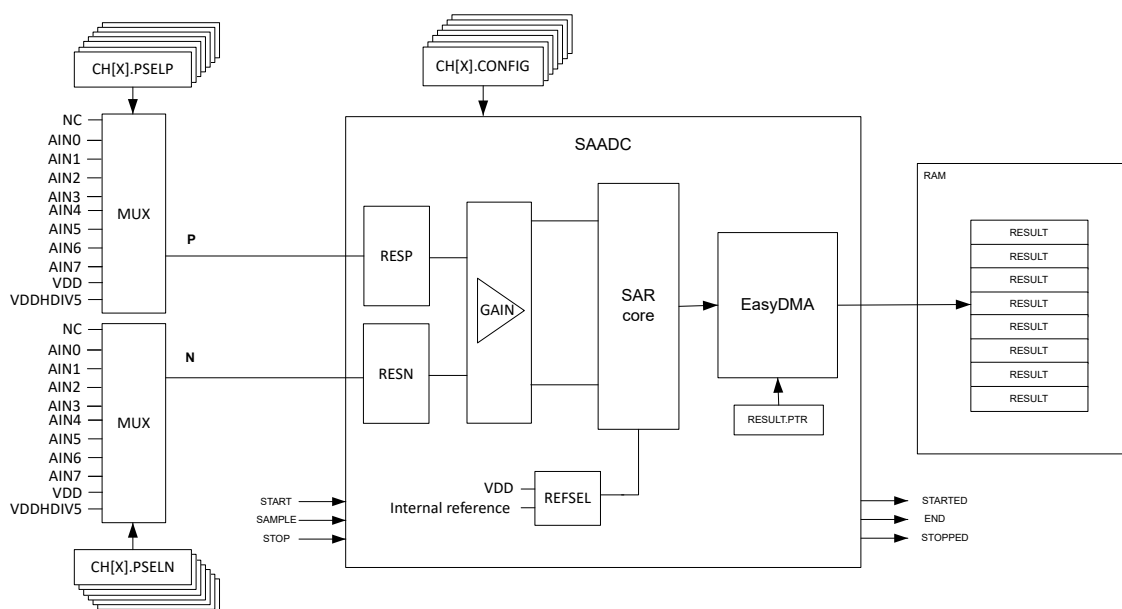 CH[X].PSELP
CH[X].CONFIG
NC
AIN0
AIN1
AIN2
AIN3
AIN4
AIN5
AIN6
AIN7
VDD
VDDHDIV5
MUX
P
SAADC
RESP
GAIN
SAR
core
EasyDMA
RESULT.PTR
RAM
RESULT
RESULT
RESULT
RESULT
RESULT
RESULT
RESULT
RESULT
NC
AIN0
AIN1
AIN2
AIN3
AIN4
AIN5
AIN6
AIN7
VDD
VDDHDIV5
MUX
N
RESN
VDD
Internal reference
REFSEL
START
SAMPLE
STOP
STARTED
END
STOPPED
CH[X].PSELN